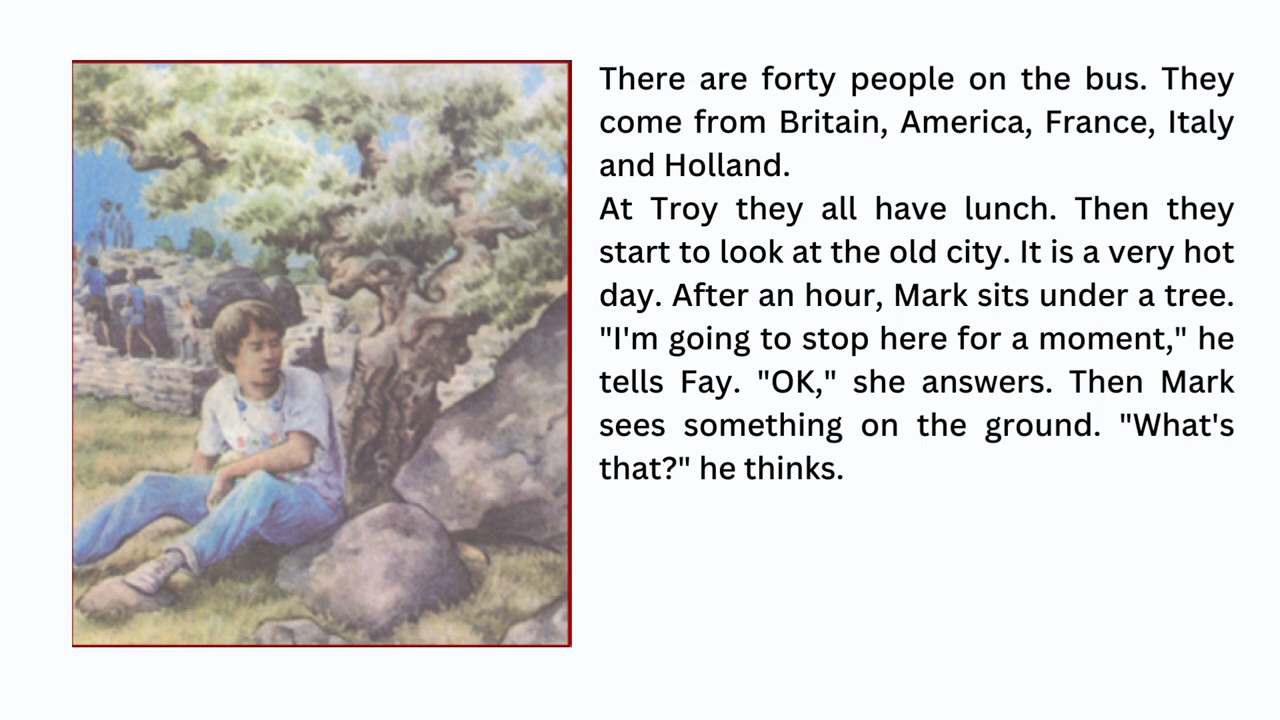 There are forty people on the bus. They
come from Britain, America, France, Italy
and Holland.
At Troy they all have lunch. Then they
start to look at the old city. It is a very hot
day. After an hour, Mark sits under a tree.
"I'm going to stop here for a moment," he
tells Fay. "OK," she answers. Then Mark
sees something on the ground. "What's
that?" he thinks.